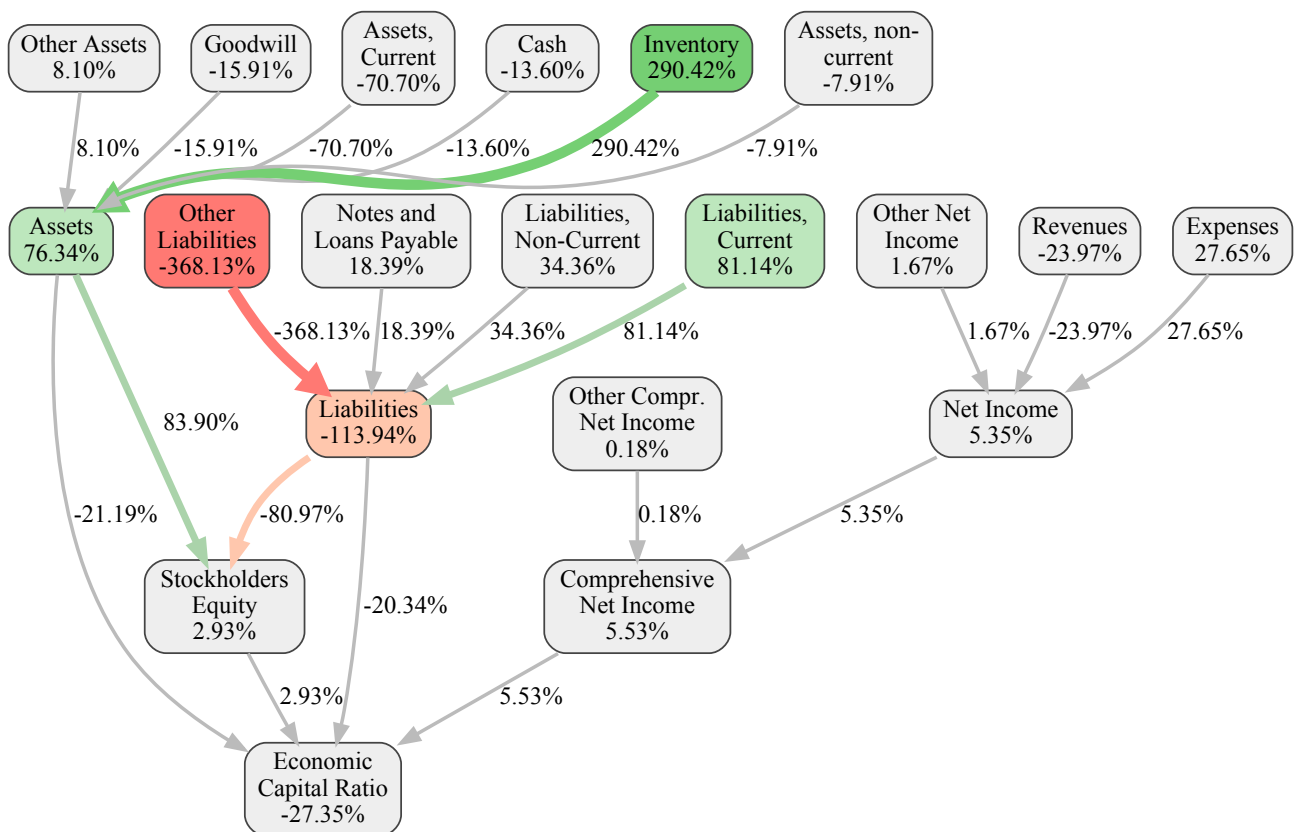 Other Assets
8.10%
Goodwill
-15.91%
Assets,
Current
-70.70%
Cash
-13.60%
Inventory
290.42%
Assets, non-
current
-7.91%
8.10%
-15.91%
-70.70%
-13.60%
290.42%
-7.91%
Assets
76.34%
Other
Liabilities
-368.13%
Notes and
Loans Payable
18.39%
Liabilities,
Non-Current
34.36%
Liabilities,
Current
81.14%
Other Net
Income
1.67%
Revenues
-23.97%
Expenses
27.65%
-368.13%
18.39%
34.36%
81.14%
1.67%
-23.97%
27.65%
83.90%
Liabilities
-113.94%
Other Compr.
Net Income
0.18%
Net Income
5.35%
-21.19%
-80.97%
0.18%
5.35%
Stockholders
Equity
2.93%
-20.34%
Comprehensive
Net Income
5.53%
2.93%
5.53%
Economic
Capital Ratio
-27.35%